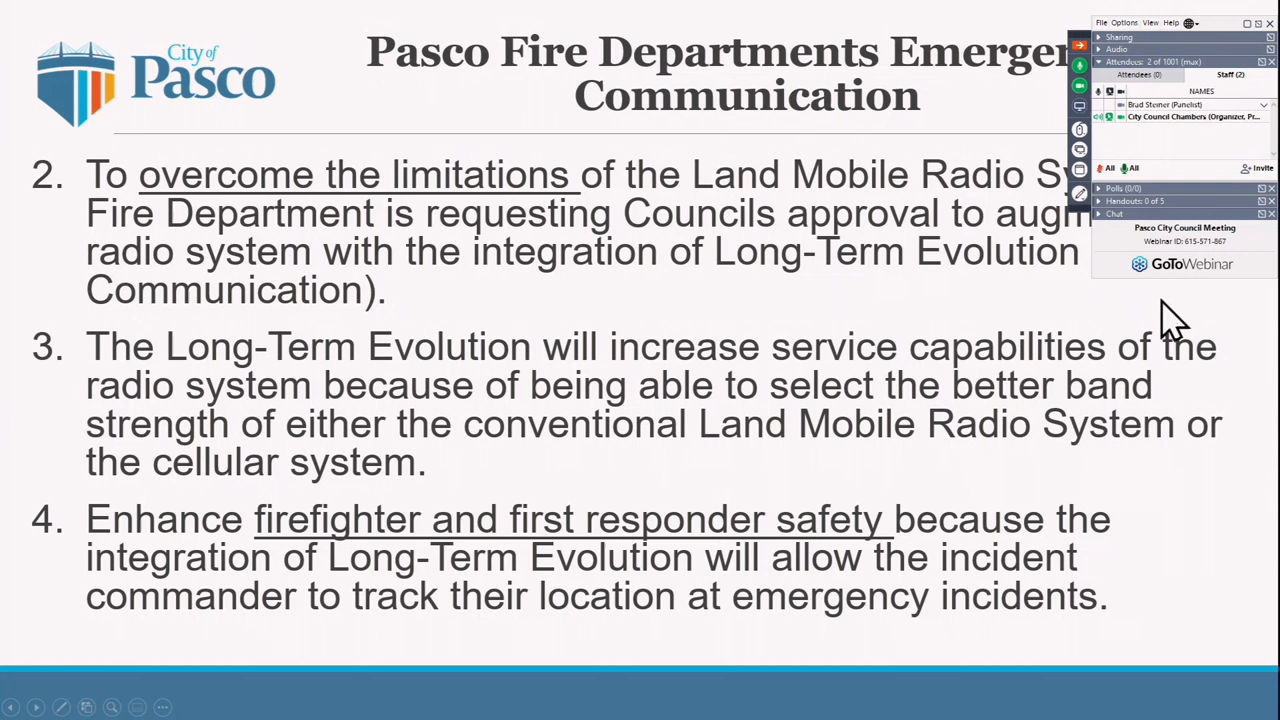 City of
Pasco
Pasco Fire Departments
Communication
2. To overcome the limitations of the Land Mobile Radio
Fire Department is requesting Councils approval to
radio system with the integration of Long-Term Evolution
Communication).
3. The Long-Term Evolution will increase service capabilities of the
radio system because of being able to select the better band
strength of either the conventional Land Mobile Radio System or
the cellular system.
4. Enhance firefighter and first responder safety because the
integration of Long-Term Evolution will allow the incident
commander to track their location at emergency incidents.
File Options View Help
Sharing
Audio
Attendees: 2 of 1001 (max)
Attendees (0) Staff (2)
NAMES
Brad Steiner (Panelist)
City Council Chambers (Organizer, Pr...
All All Invite
Polls (0/0)
Handouts: 0 of 5
Chat
Pasco City Council Meeting
Webinar ID: 615-571-867
GoToWebinar